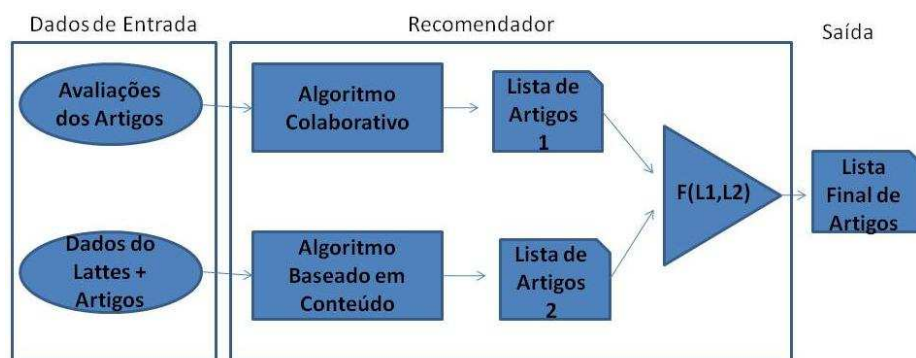 Dados de Entrada
Recomendador
Saída
Avaliações
dos Artigos
Algoritmo
Colaborativo
Lista de
Artigos
1
F(L1,L2)
Lista
Final de
Artigos
Dados do
Lattes +
Artigos
Algoritmo
Baseado em
Conteúdo
Lista de
Artigos
2